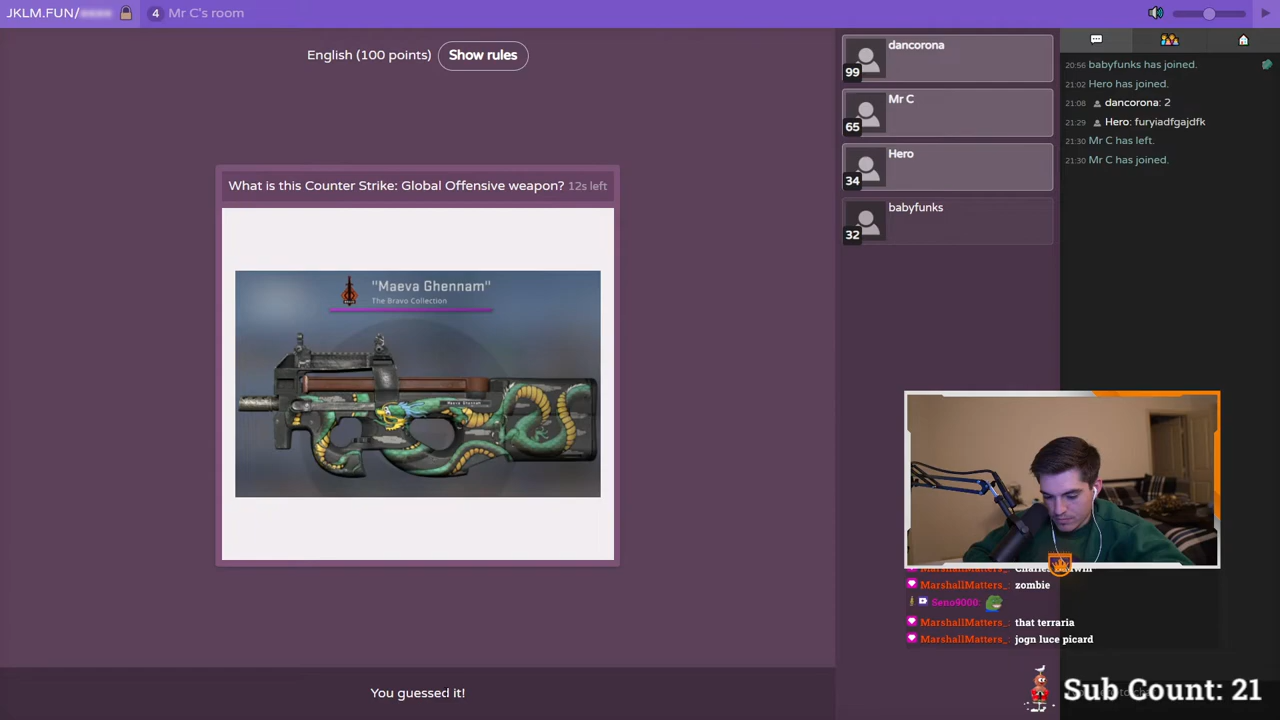 JKLM.FUN/
4 Mr C's room
English (100 points) Show rules
What is this Counter Strike: Global Offensive weapon? 12s left
"Maeva Ghennam"
The Bravo Collection
Maeva Ghennam
You guessed it!
dancorona
99
Mr C
65
Hero
34
babyfunks
32
20:56 babyfunks has joined.
21:02 Hero has joined.
21:08 dancorona: 2
21:29 Hero: furyiadfgajdfk
21:30 Mr C has left.
21:30 Mr C has joined.
MarshallMatters_: zombie
Seno9000:
MarshallMatters_: that terraria
MarshallMatters_: jogn luce picard
Sub Count: 21